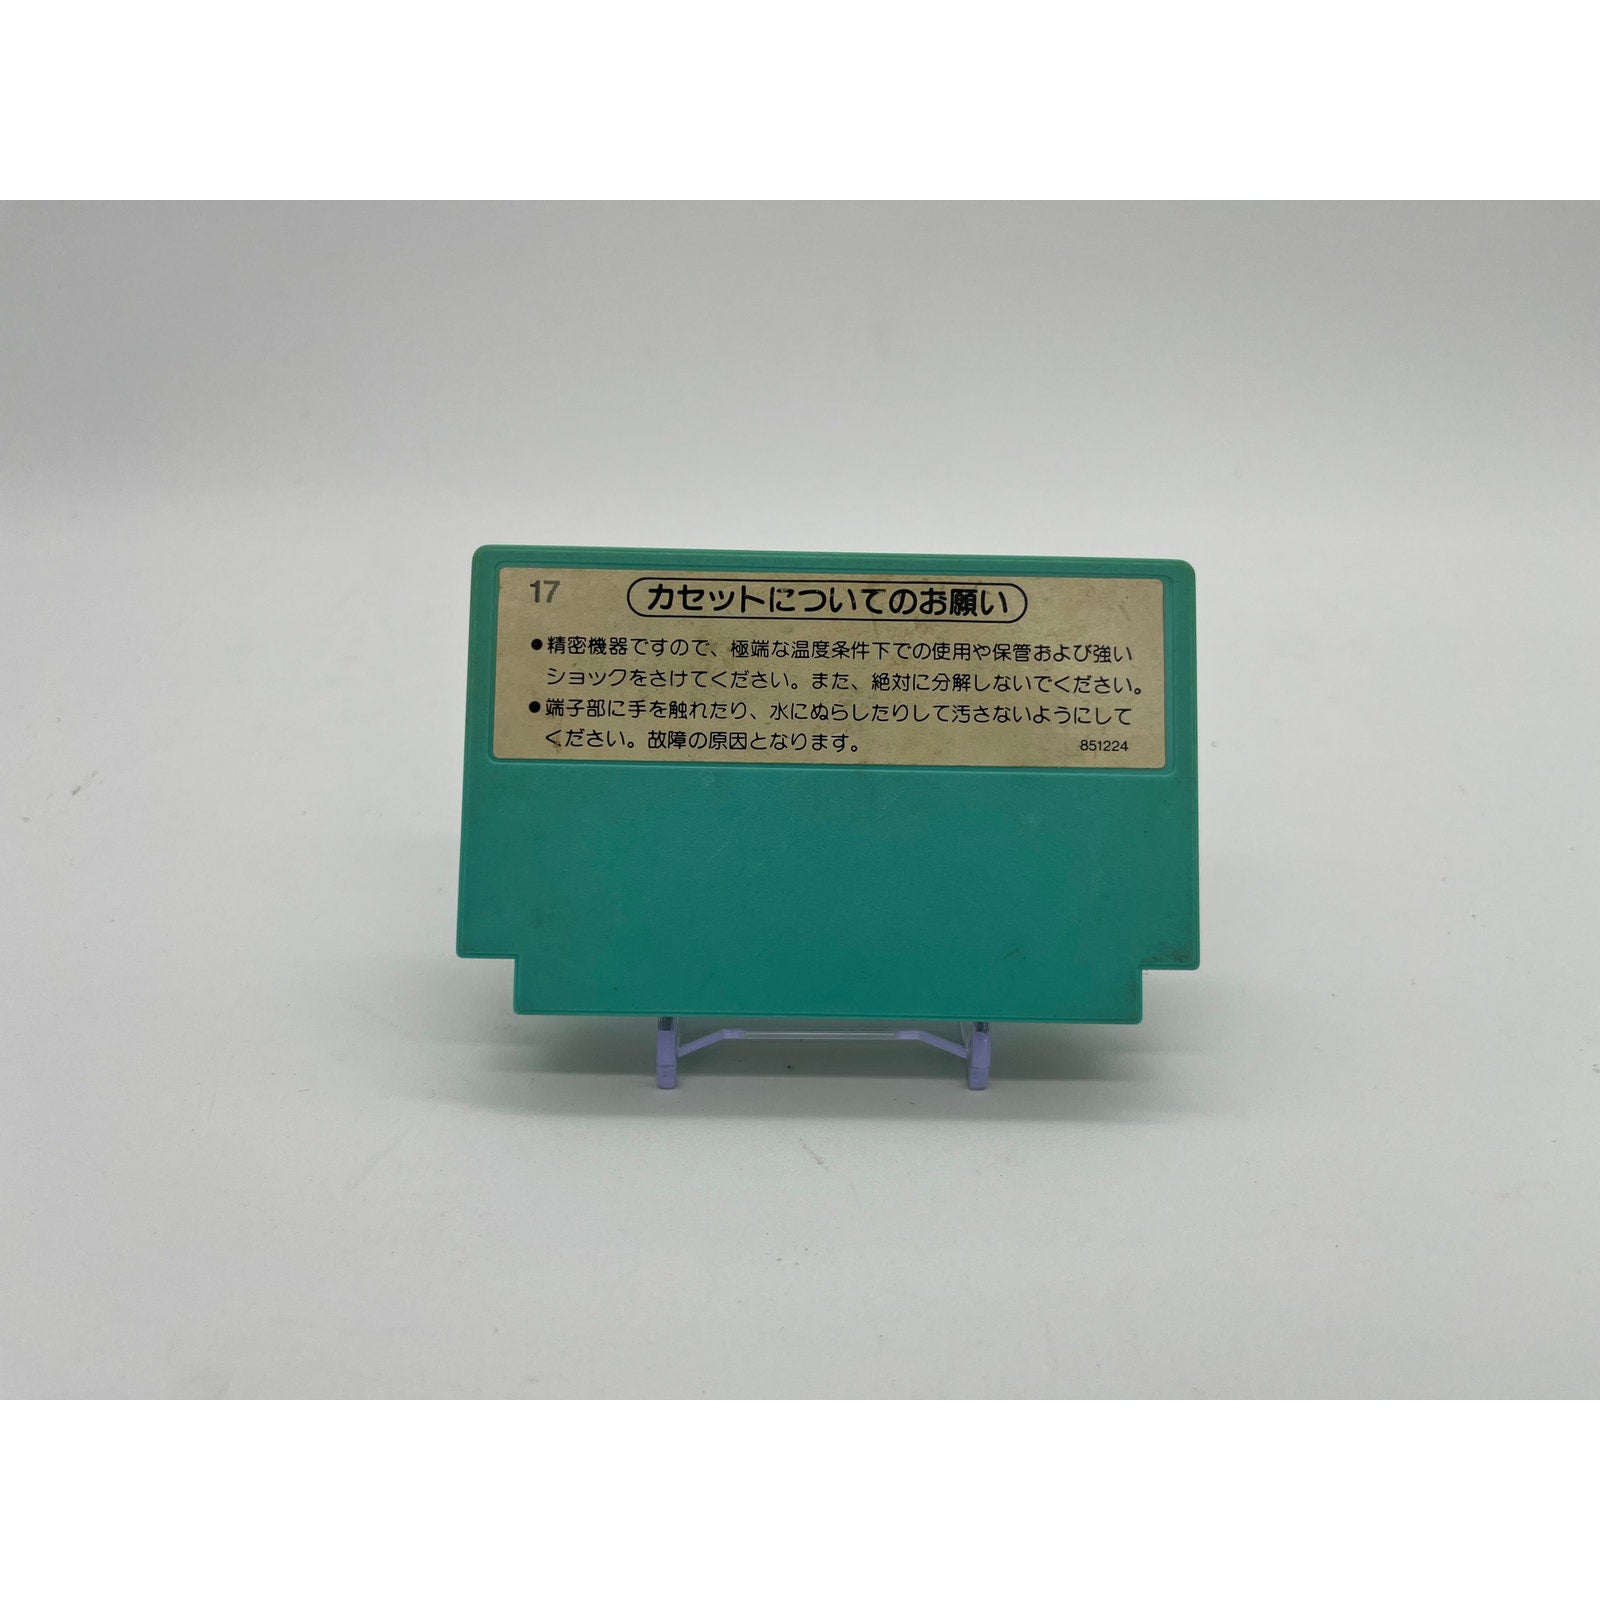 17
カセットについてのお願い
●精密機器ですので、極端な温度条件下での使用や保管および強い
ショックをさけてください。また、絶対に分解しないでください。
●端子部に手を触れたり、水にぬらしたりして汚さないようにして
ください。故障の原因となります。
851224